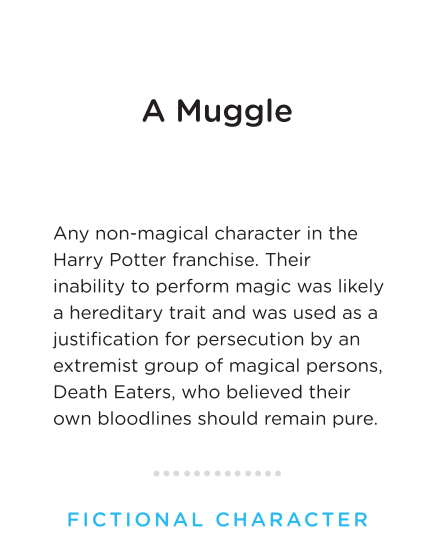 A Muggle
Any non-magical character in the
Harry Potter franchise. Their
inability to perform magic was likely
a hereditary trait and was used as a
justification for persecution by an
extremist group of magical persons,
Death Eaters, who believed their
own bloodlines should remain pure.
FICTIONAL CHARACTER